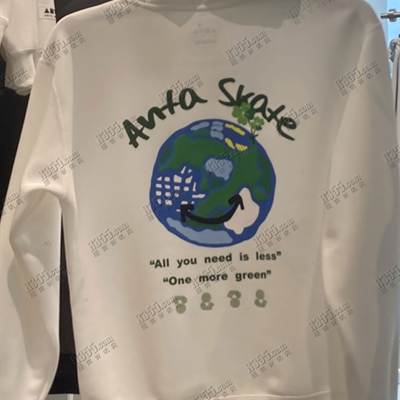 Anta Skate
"All you need is less"
"One more green"